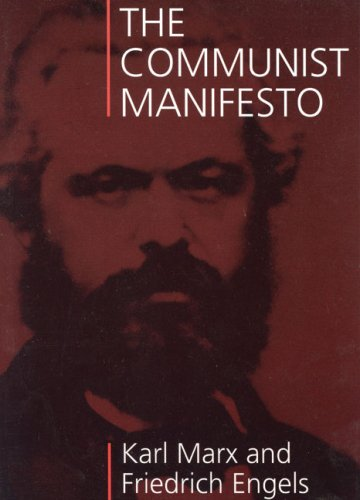 THE
COMMUNIST
MANIFESTO
Karl Marx and
Friedrich Engels